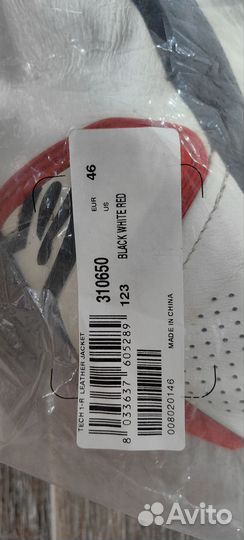 TECH 1-R LEATHER JACKET
8 033637 605289
310650
123
EUR 46
US
BLACK WHITE RED
MADE IN CHINA
008020146
Avito